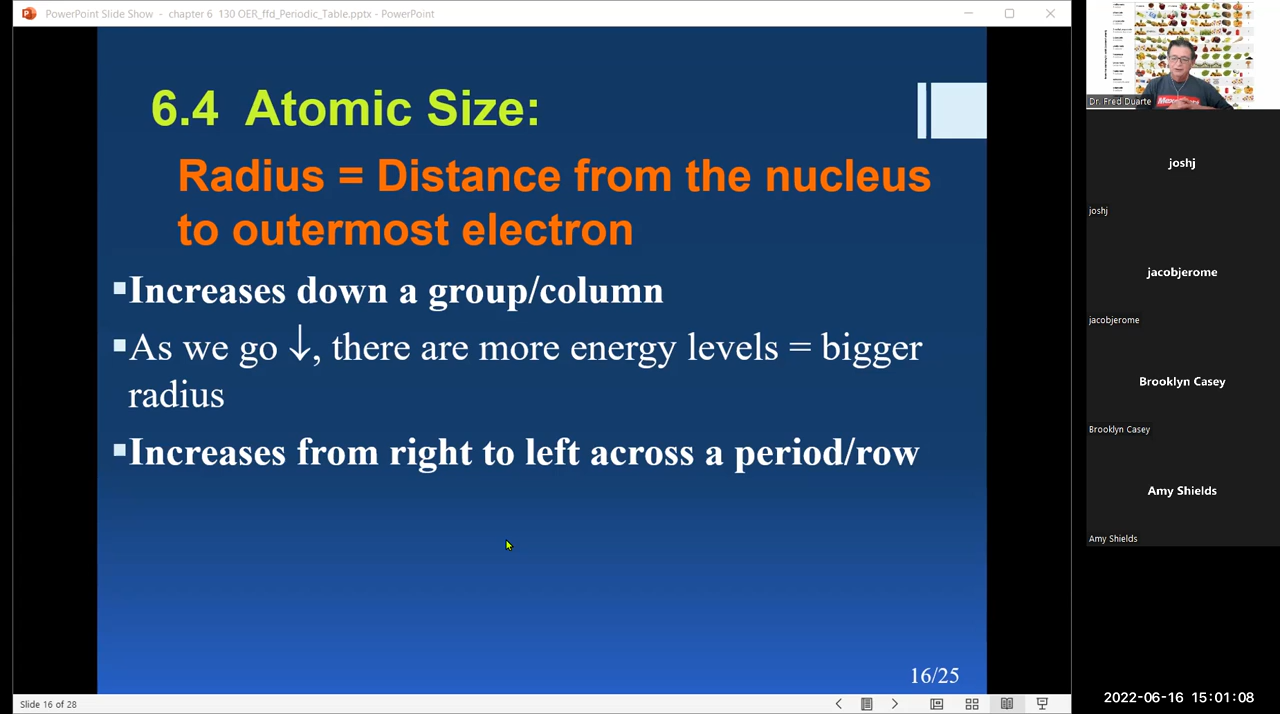 PowerPoint Slide Show - chapter 6 130 OER_ffd_Periodic_Table.pptx - PowerPoint
6.4 Atomic Size:
Radius = Distance from the nucleus
to outermost electron
Increases down a group/column
As we go ↓, there are more energy levels = bigger
radius
Increases from right to left across a period/row
16/25
Slide 16 of 28
Dr. Fred Duarte
joshj
joshj
jacobjerome
jacobjerome
Brooklyn Casey
Brooklyn Casey
Amy Shields
Amy Shields
2022-06-16 15:01:08